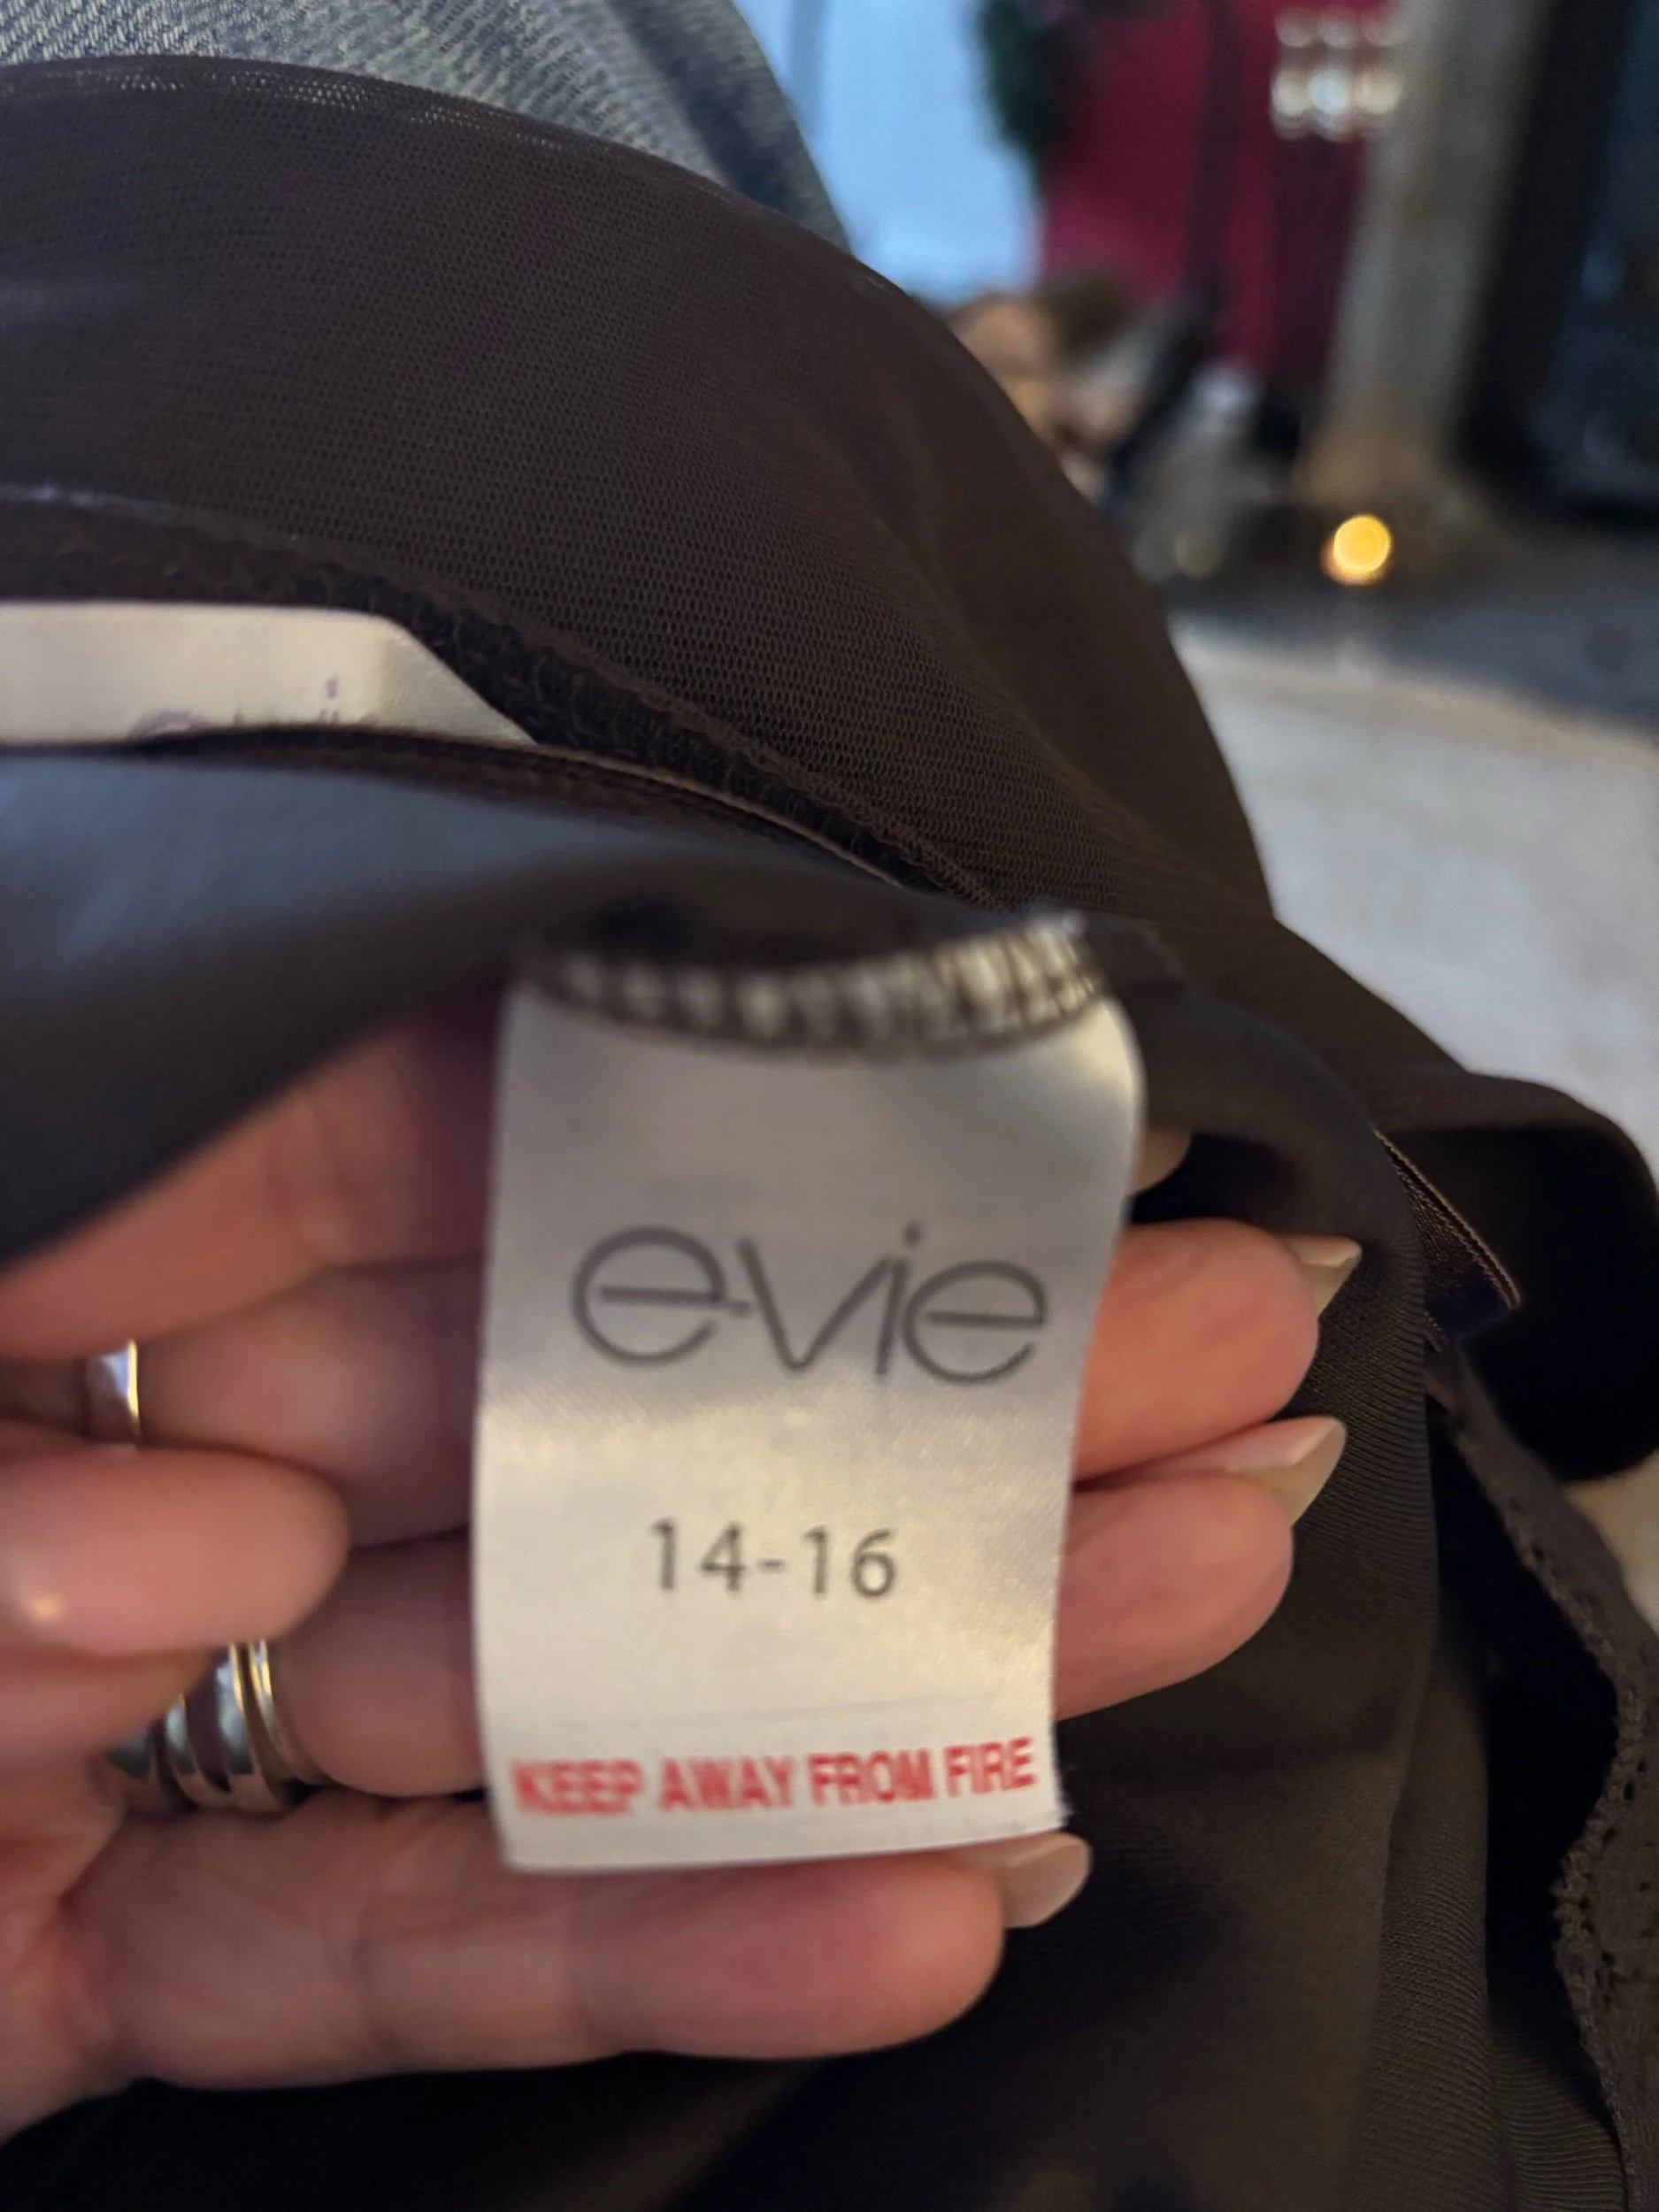 e-vie
14-16
KEEP AWAY FROM FIRE